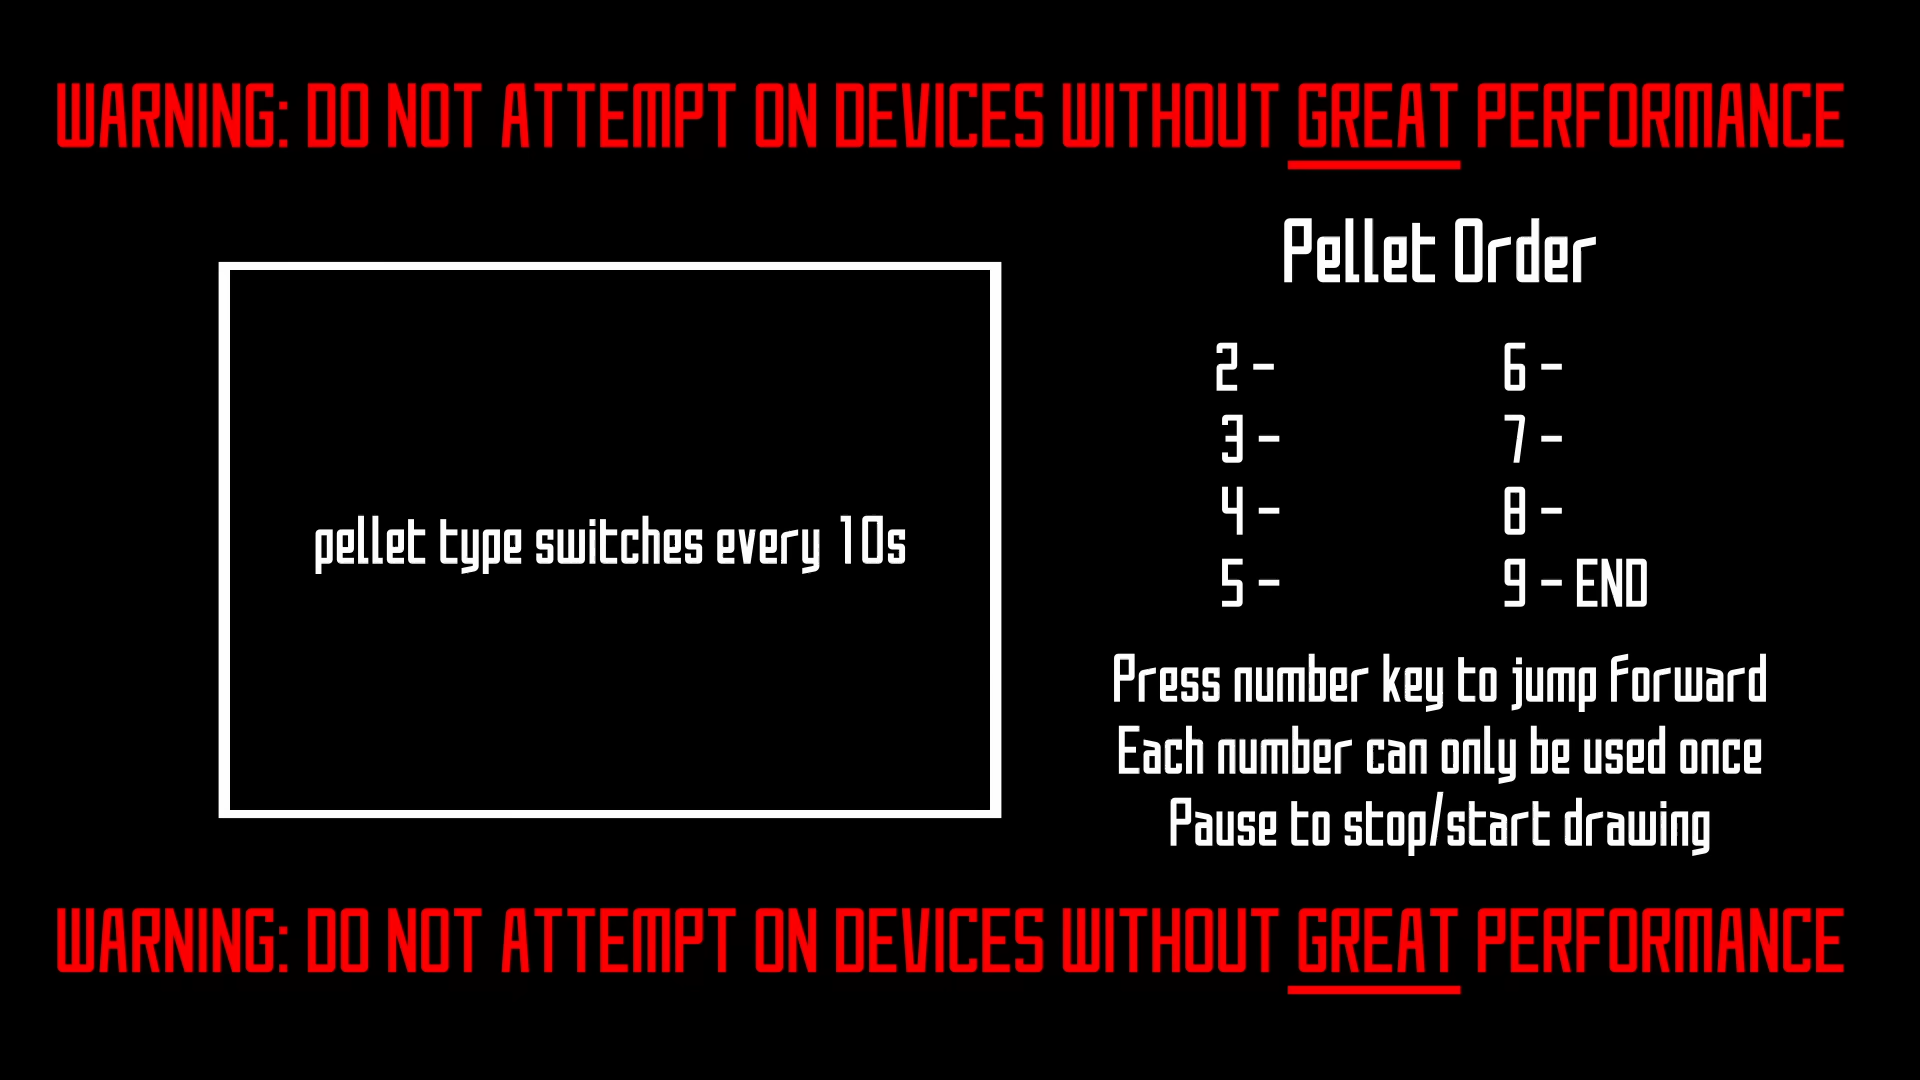 WARNING: DO NOT ATTEMPT ON DEVICES WITHOUT GREAT PERFORMANCE
pellet type switches every 10s
Pellet Order
2 -
3 -
4 -
5 -
6 -
7 -
8 -
9 - END
Press number key to jump forward
Each number can only be used once
Pause to stop/start drawing
WARNING: DO NOT ATTEMPT ON DEVICES WITHOUT GREAT PERFORMANCE